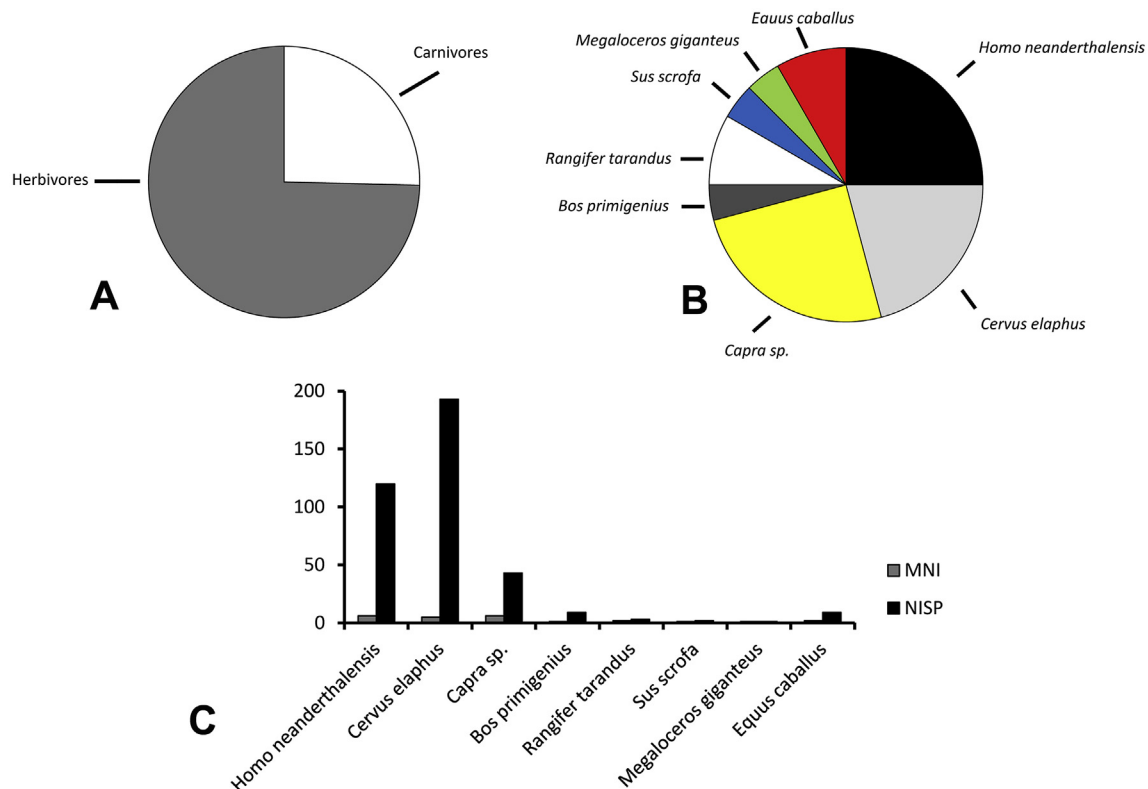 Carnivores
Herbivores
A
Equus caballus
Megaloceros giganteus
Homo neanderthalensis
Sus scrofa
Rangifer tarandus
Bos primigenius
B
Cervus elaphus
Capra sp.
200
150
100
50
0
MNI
NISP
Homo neanderthalensis
Cervus elaphus
Capra sp.
Bos primigenius
Rangifer tarandus
Sus scrofa
Megaloceros giganteus
Equus caballus
C